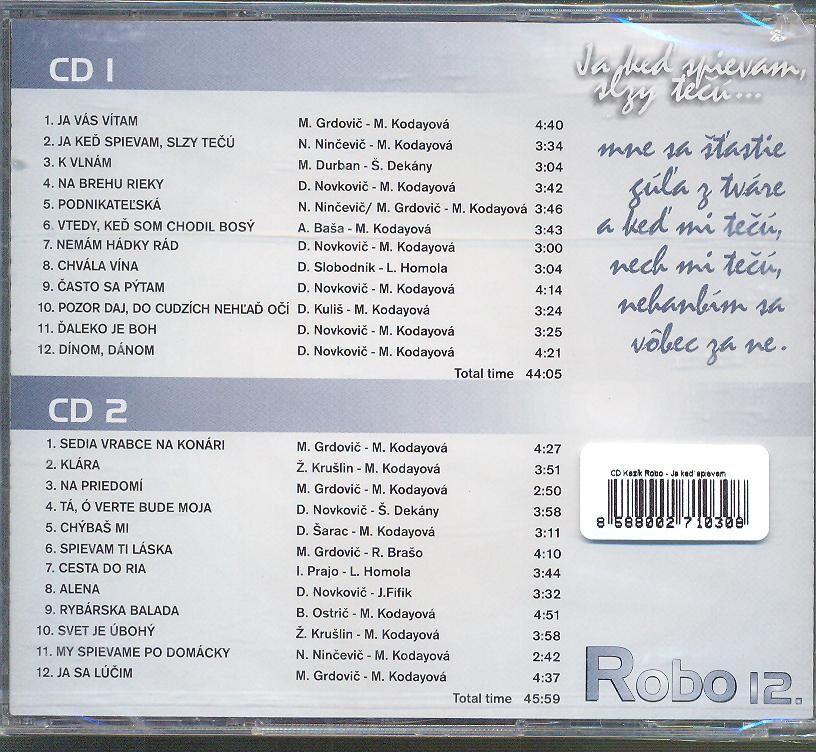 CD 1
1. JA VÁS VÍTAM M. Grdovič - M. Kodayová 4:40
2. JA KEĎ SPIEVAM, SLZY TEČÚ N. Ninčevič - M. Kodayová 3:34
3. K VLNÁM M. Durban - Š. Dekány 3:04
4. NA BREHU RIEKY D. Novkovič - M. Kodayová 3:42
5. PODNIKATEĽSKÁ N. Ninčevič/ M. Grdovič - M. Kodayová 3:46
6. VTEDY, KEĎ SOM CHODIL BOSÝ A. Baša - M. Kodayová 3:43
7. NEMÁM HÁDKY RÁD D. Novkovič - M. Kodayová 3:00
8. CHVÁLA VÍNA D. Slobodník - L. Homola 3:04
9. ČASTO SA PÝTAM D. Novkovič - M. Kodayová 4:14
10. POZOR DAJ, DO CUDZÍCH NEHĽAĎ OČÍ D. Kuliš - M. Kodayová 3:24
11. ĎALEKO JE BOH D. Novkovič - M. Kodayová 3:25
12. DÍNOM, DÁNOM D. Novkovič - M. Kodayová 4:21
Total time 44:05
Ja keď spievam,
slzy tečú...
mne sa šťastie
gúľa z tváre
a keď mi tečú,
nech mi tečú,
nehanbím sa
vôbec za ne.
CD 2
1. SEDIA VRABCE NA KONÁRI M. Grdovič - M. Kodayová 4:27
2. KLÁRA Ž. Krušlin - M. Kodayová 3:51
3. NA PRIEDOMÍ M. Grdovič - M. Kodayová 2:50
4. TÁ, Ó VERTE BUDE MOJA D. Novkovič - Š. Dekány 3:58
5. CHÝBAŠ MI D. Šarac - M. Kodayová 3:11
6. SPIEVAM TI LÁSKA M. Grdovič - R. Brašo 4:10
7. CESTA DO RIA I. Prajo - L. Homola 3:44
8. ALENA D. Novkovič - J.Fifik 3:32
9. RYBÁRSKA BALADA B. Ostrič - M. Kodayová 4:51
10. SVET JE ÚBOHÝ Ž. Krušlin - M. Kodayová 3:58
11. MY SPIEVAME PO DOMÁCKY N. Ninčevič - M. Kodayová 2:42
12. JA SA LÚČIM M. Grdovič - M. Kodayová 4:37
Total time 45:59
CD Kazík Robo - Ja keď spievam
8 588002 710308
Robo 12.